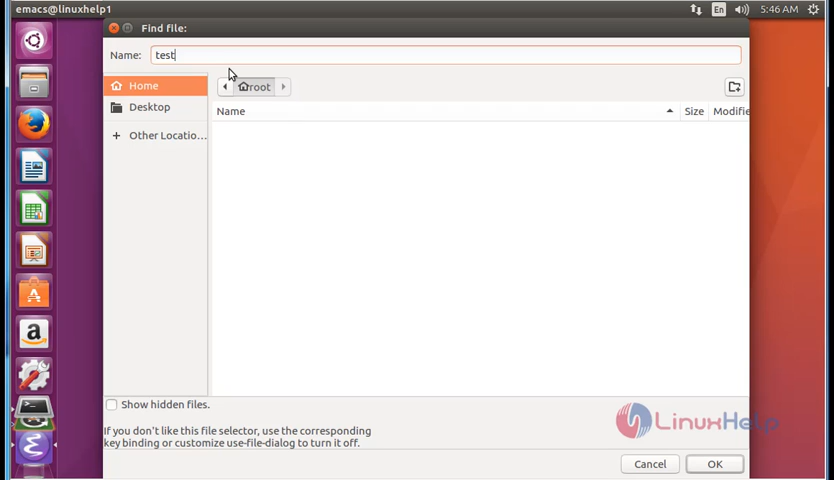 emacs@linuxhelp1
En
5:46 AM
Find file:
Name:
test
Home
root
Desktop
Other Locatio...
Name
Size
Modifie
Show hidden files.
If you don't like this file selector, use the corresponding
key binding or customize use-file-dialog to turn it off.
LinuxHelp
Cancel
OK